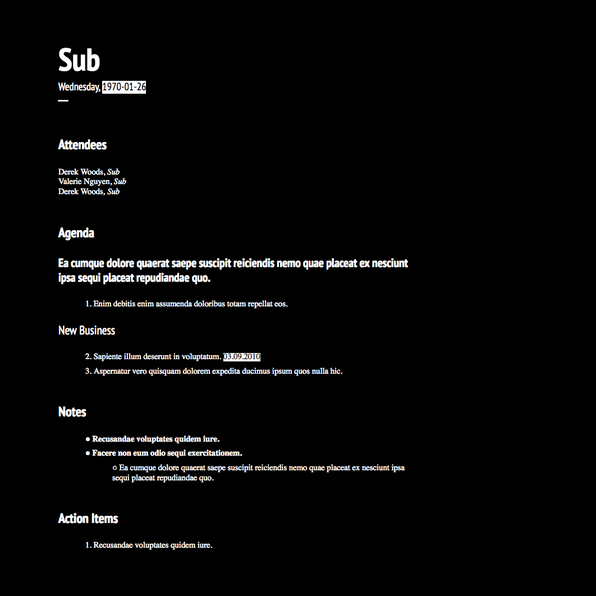 Sub
Wednesday, 1970-01-26
Attendees
Derek Woods, Sub
Valerie Nguyen, Sub
Derek Woods, Sub
Agenda
Ea cumque dolore quaerat saepe suscipit reiciendis nemo quae placeat ex nesciunt
ipsa sequi placeat repudiandae quo.
1. Enim debitis enim assumenda doloribus totam repellat eos.
New Business
2. Sapiente illum deserunt in voluptatum. 03.09.2010
3. Aspernatur vero quisquam dolorem expedita ducimus ipsum quos nulla hic.
Notes
● Recusandae voluptates quidem iure.
● Facere non eum odio sequi exercitationem.
○ Ea cumque dolore quaerat saepe suscipit reiciendis nemo quae placeat ex nesciunt ipsa
sequi placeat repudiandae quo.
Action Items
1. Recusandae voluptates quidem iure.